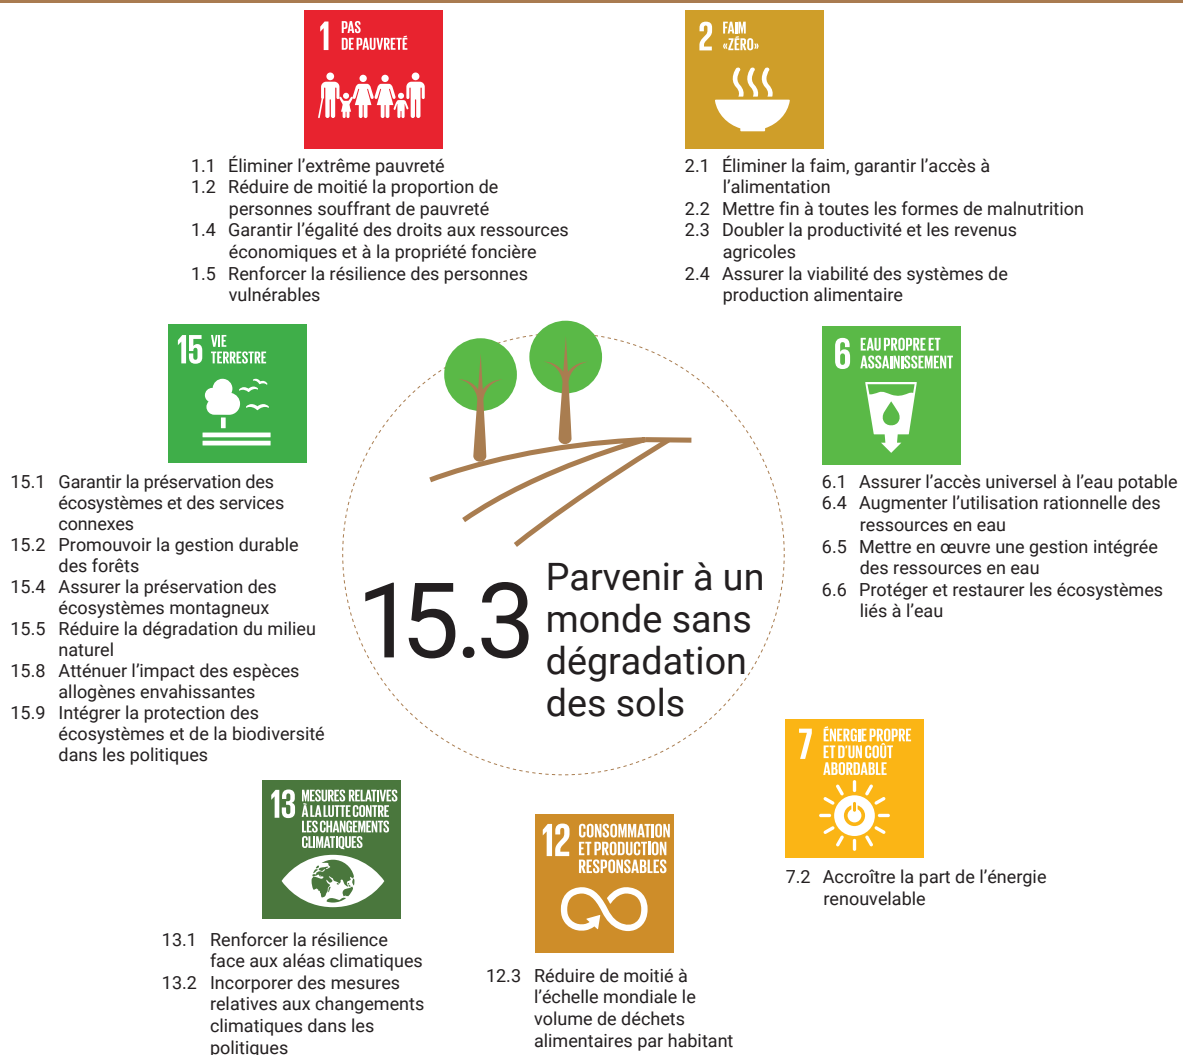 1 PAS
DE PAUVRETÉ
1.1 Éliminer l’extrême pauvreté
1.2 Réduire de moitié la proportion de
personnes souffrant de pauvreté
1.4 Garantir l’égalité des droits aux ressources
économiques et à la propriété foncière
1.5 Renforcer la résilience des personnes
vulnérables
2 FAIM
«ZÉRO»
2.1 Éliminer la faim, garantir l’accès à
l’alimentation
2.2 Mettre fin à toutes les formes de malnutrition
2.3 Doubler la productivité et les revenus
agricoles
2.4 Assurer la viabilité des systèmes de
production alimentaire
15 VIE
TERRESTRE
15.1 Garantir la préservation des
écosystèmes et des services
connexes
15.2 Promouvoir la gestion durable
des forêts
15.4 Assurer la préservation des
écosystèmes montagneux
15.5 Réduire la dégradation du milieu
naturel
15.8 Atténuer l’impact des espèces
allogènes envahissantes
15.9 Intégrer la protection des
écosystèmes et de la biodiversité
dans les politiques
15.3 Parvenir à un
monde sans
dégradation
des sols
6 EAU PROPRE ET
ASSAINISSEMENT
6.1 Assurer l’accès universel à l’eau potable
6.4 Augmenter l’utilisation rationnelle des
ressources en eau
6.5 Mettre en œuvre une gestion intégrée
des ressources en eau
6.6 Protéger et restaurer les écosystèmes
liés à l’eau
7 ÉNERGIE PROPRE
ET D’UN COÛT
ABORDABLE
7.2 Accroître la part de l’énergie
renouvelable
13 MESURES RELATIVES
À LA LUTTE CONTRE
LES CHANGEMENTS
CLIMATIQUES
13.1 Renforcer la résilience
face aux aléas climatiques
13.2 Incorporer des mesures
relatives aux changements
climatiques dans les
politiques
12 CONSOMMATION
ET PRODUCTION
RESPONSABLES
12.3 Réduire de moitié à
l’échelle mondiale le
volume de déchets
alimentaires par habitant